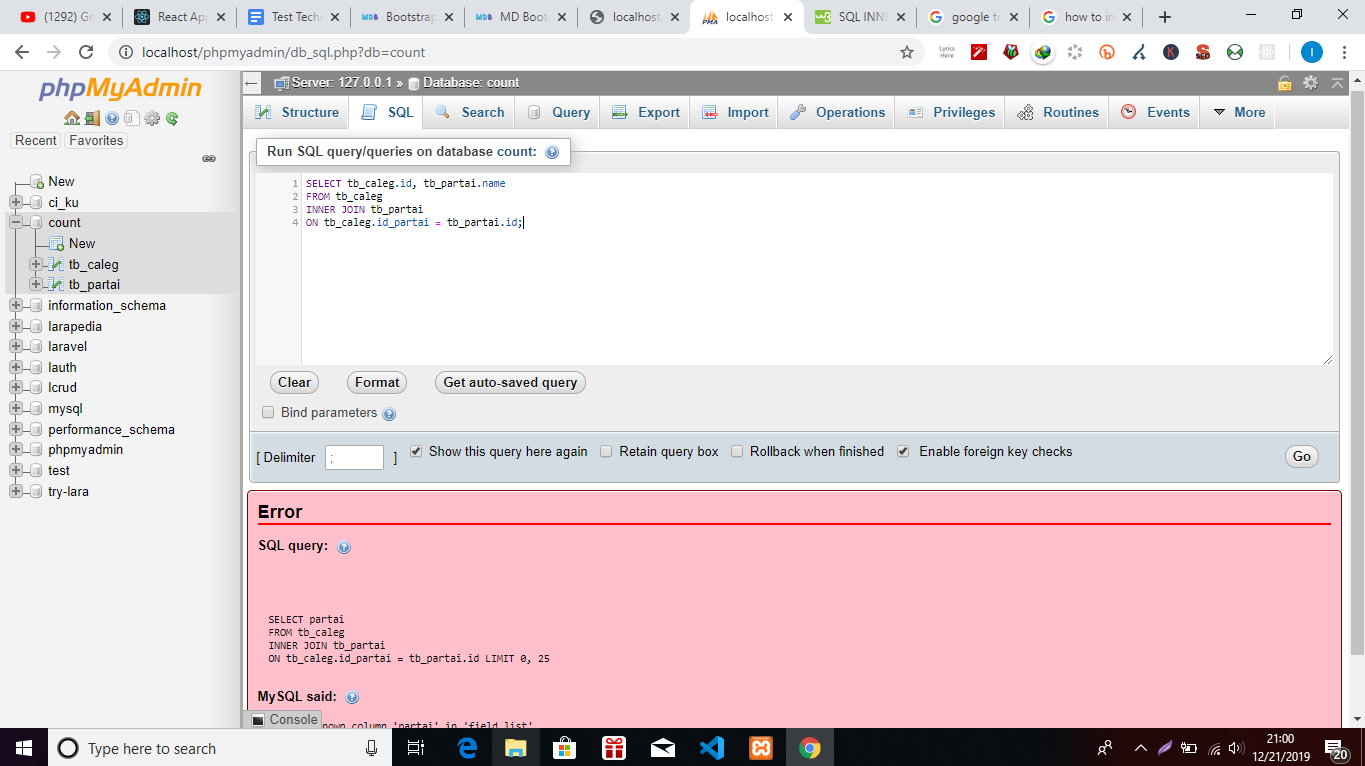 (1292) Gr
React App
Test Tech
Bootstrap
MD Boot
localhost
localhost
SQL INNE
google tr
how to in
localhost/phpmyadmin/db_sql.php?db=count
Lyrics Here
SEO
I
phpMyAdmin
Recent
Favorites
New
ci_ku
count
New
tb_caleg
tb_partai
information_schema
larapedia
laravel
lauth
lcrud
mysql
performance_schema
phpmyadmin
test
try-lara
Server: 127.0.0.1 » Database: count
Structure
SQL
Search
Query
Export
Import
Operations
Privileges
Routines
Events
More
Run SQL query/queries on database count:
1 SELECT tb_caleg.id, tb_partai.name
2 FROM tb_caleg
3 INNER JOIN tb_partai
4 ON tb_caleg.id_partai = tb_partai.id;
Clear
Format
Get auto-saved query
Bind parameters
[ Delimiter ; ]
Show this query here again
Retain query box
Rollback when finished
Enable foreign key checks
Go
Error
SQL query:
SELECT partai
FROM tb_caleg
INNER JOIN tb_partai
ON tb_caleg.id_partai = tb_partai.id LIMIT 0, 25
MySQL said:
column 'partai' in 'field list'
Console
Type here to search
21:00
12/21/2019
20